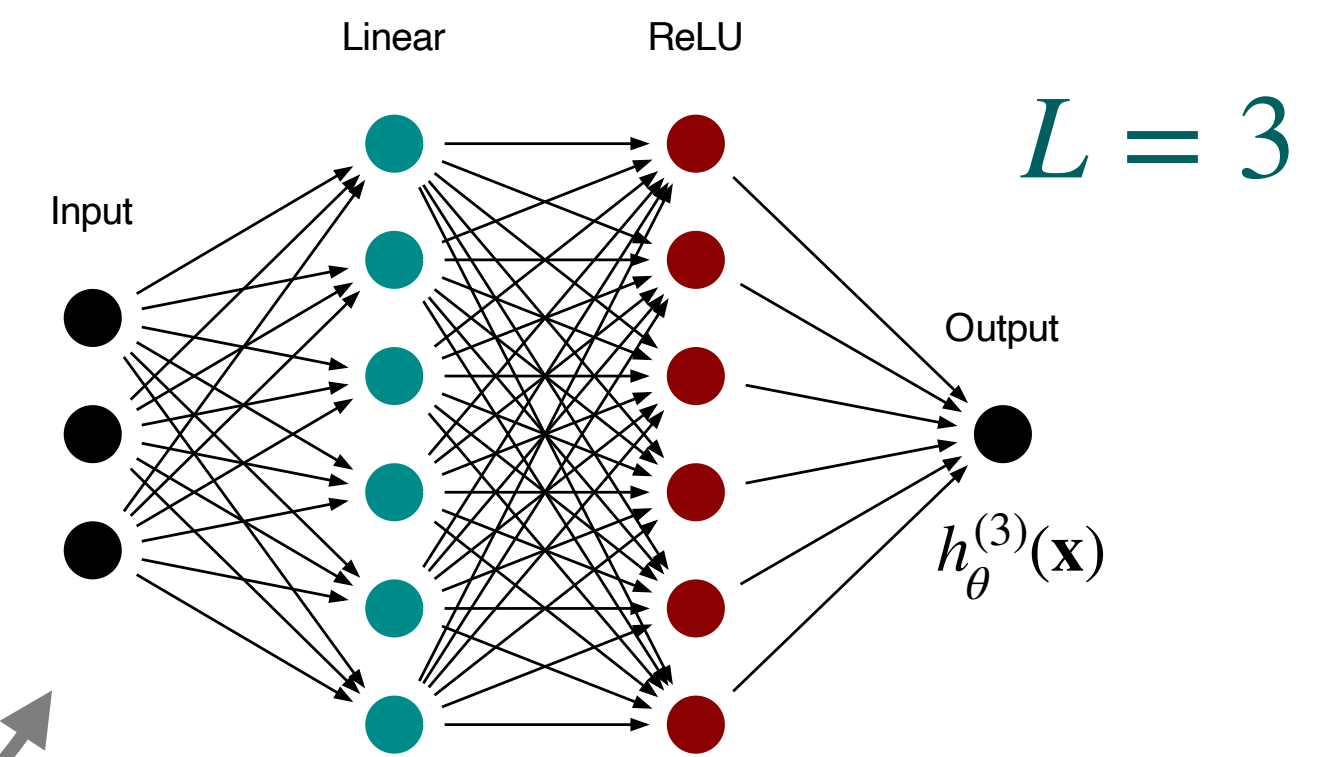 Linear
ReLU
L = 3
Input
Output
h_θ^{(3)}(𝐱)